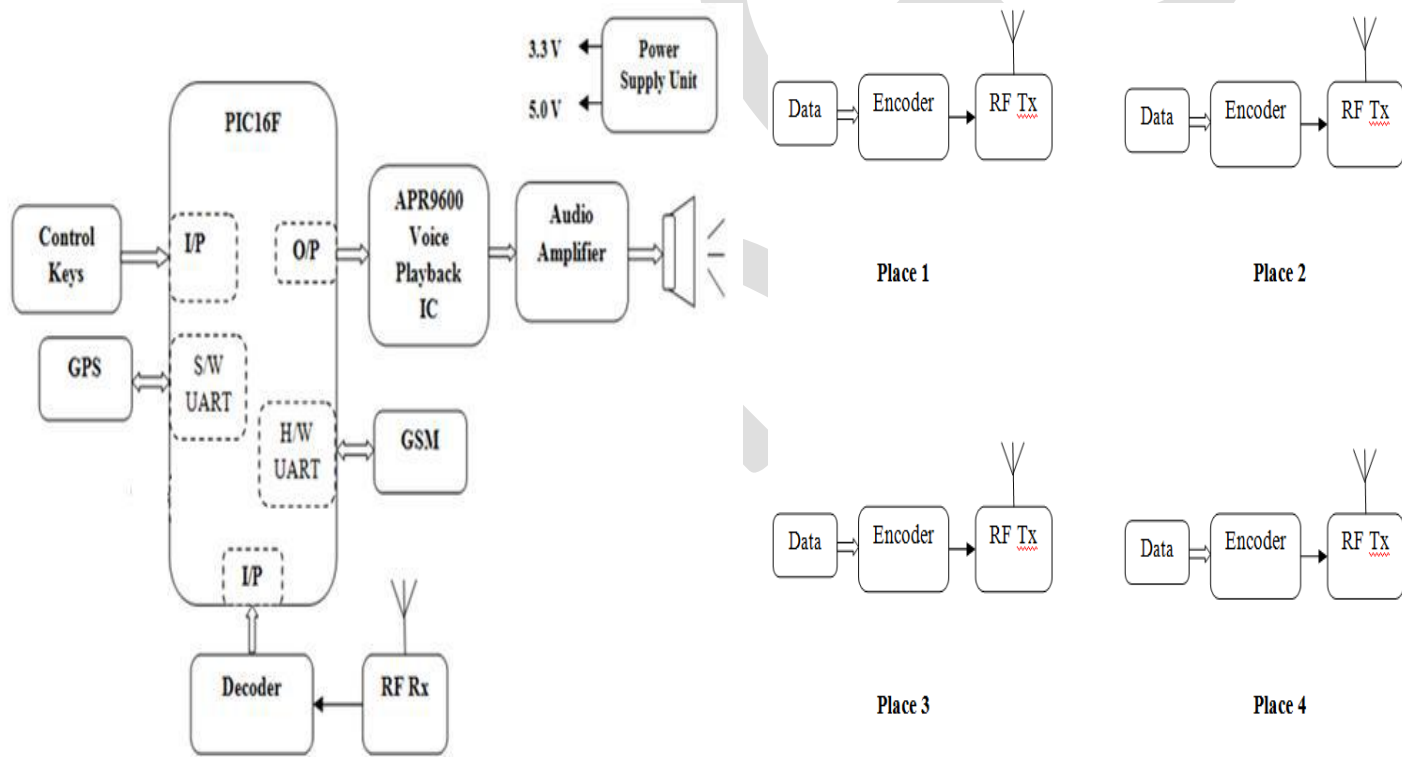 3.3 V
5.0 V
Power
Supply Unit
PIC16F
Control
Keys
I/P
O/P
APR9600
Voice
Playback
IC
Audio
Amplifier
GPS
S/W
UART
H/W
UART
GSM
I/P
Decoder
RF Rx
Data
Encoder
RF Tx
Place 1
Data
Encoder
RF Tx
Place 2
Data
Encoder
RF Tx
Place 3
Data
Encoder
RF Tx
Place 4